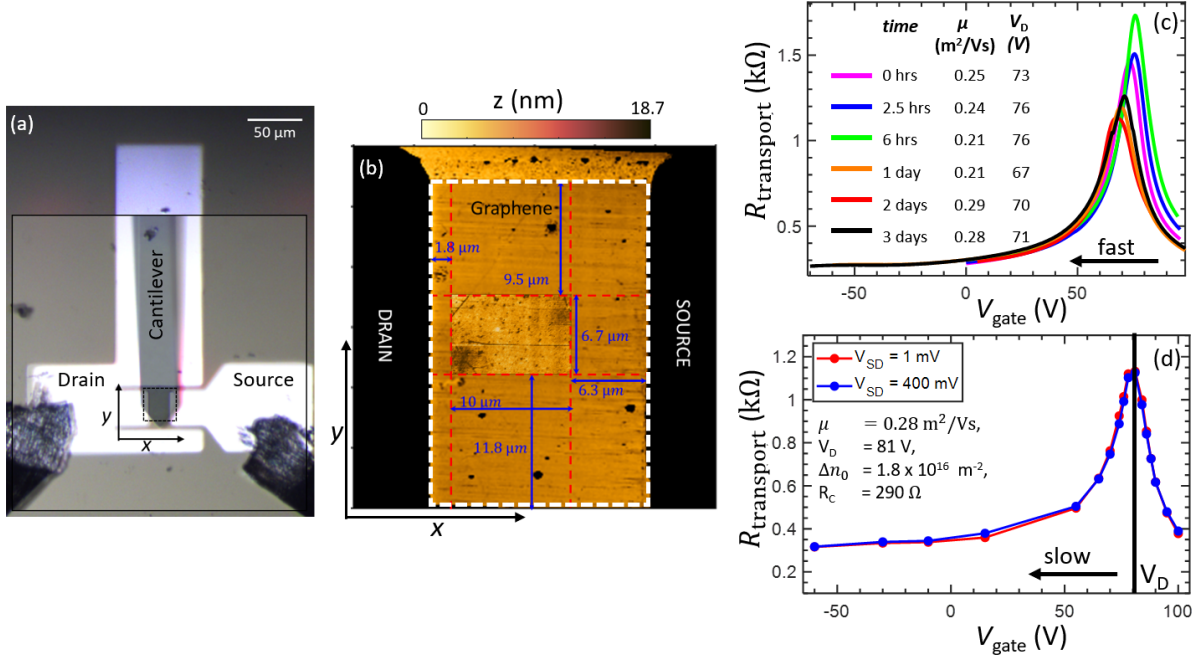 (a)
50 μm
Cantilever
Drain
Source
y
x
0
z (nm)
18.7
(b)
Graphene
1.8 μm
9.5 μm
DRAIN
SOURCE
6.7 μm
6.3 μm
10 μm
11.8 μm
y
x
(c)
R_transport (kΩ)
1.5
1
0.5
time μ V_D
(m²/Vs) (V)
0 hrs 0.25 73
2.5 hrs 0.24 76
6 hrs 0.21 76
1 day 0.21 67
2 days 0.29 70
3 days 0.28 71
fast
-50 0 50
V_gate (V)
(d)
R_transport (kΩ)
1.2
1
0.8
0.6
0.4
0.2
V_SD = 1 mV
V_SD = 400 mV
μ = 0.28 m²/Vs,
V_D = 81 V,
Δn₀ = 1.8 x 10¹⁶ m⁻²,
R_C = 290 Ω
slow
V_D
-50 0 50 100
V_gate (V)